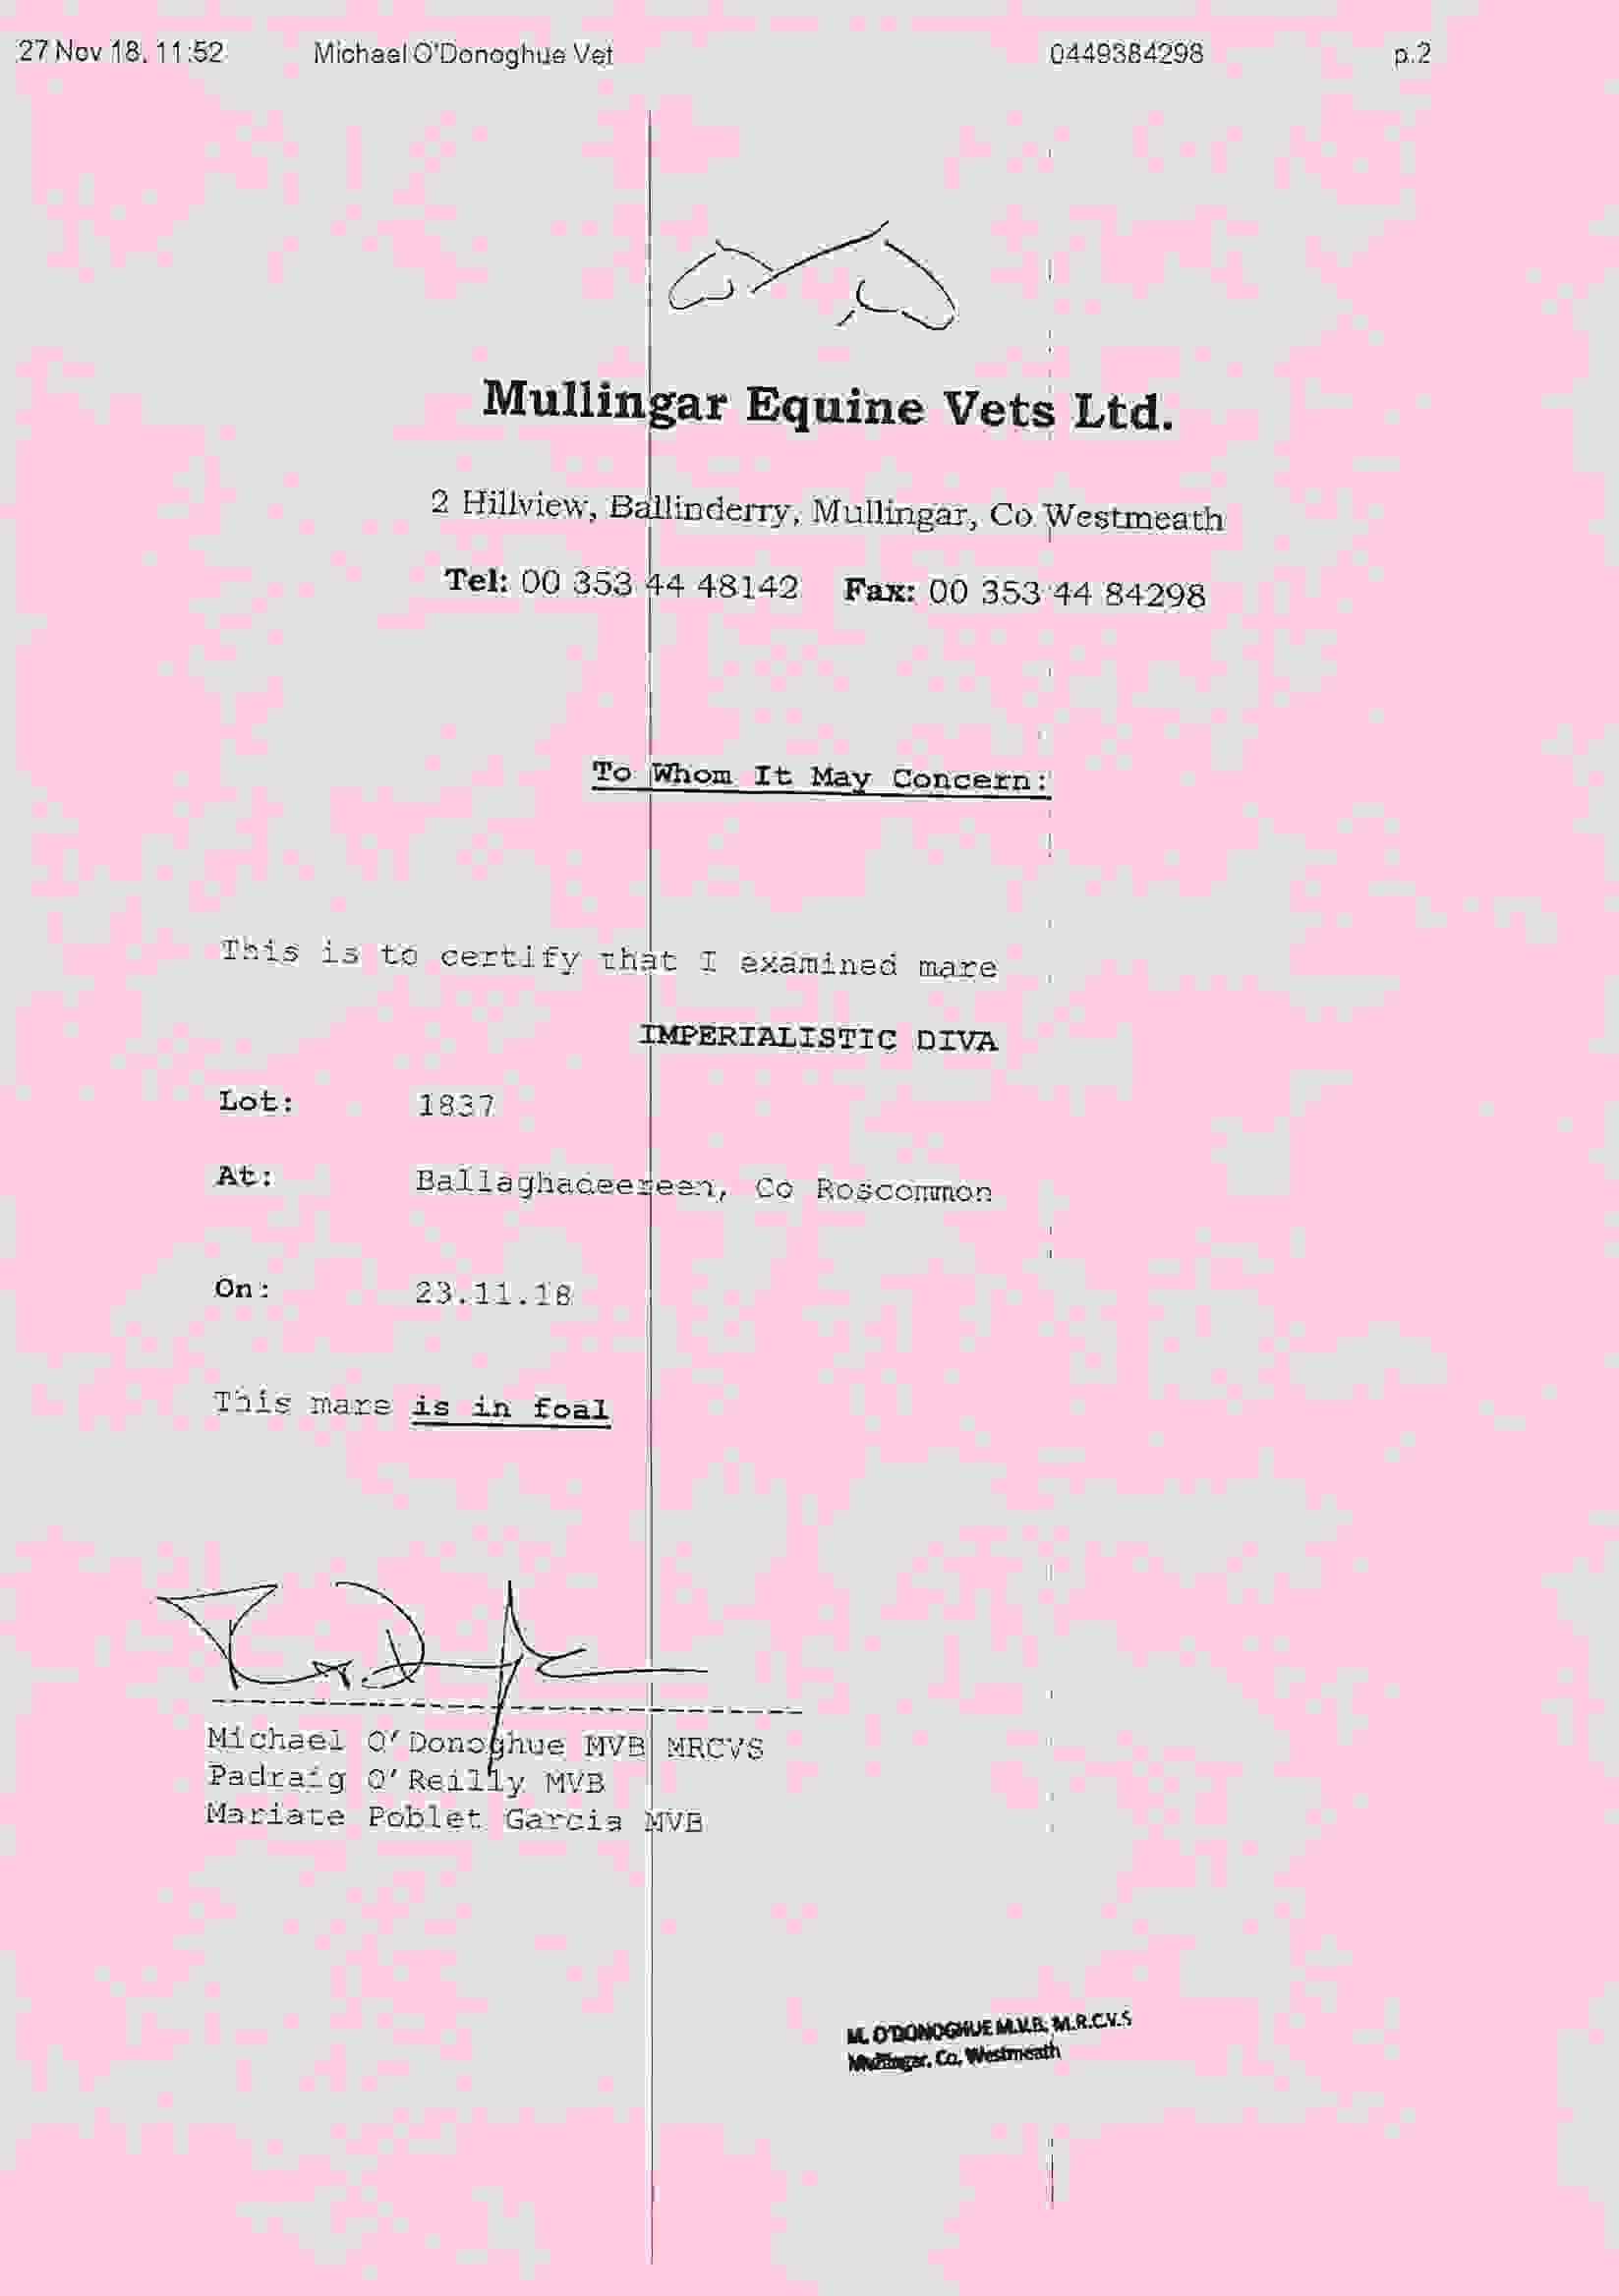 27 Nov 18, 11:52 Michael O'Donoghue Vet 0449384298 p.2
Mullingar Equine Vets Ltd.
2 Hillview, Ballinderry, Mullingar, Co Westmeath
Tel: 00 353 44 48142 Fax: 00 353 44 84298
To Whom It May Concern:
This is to certify that I examined mare
IMPERIALISTIC DIVA
Lot: 1837
At: Ballaghadeereen, Co Roscommon
On: 23.11.18
This mare is in foal
Michael O'Donoghue MVB MRCVS
Padraig O'Reilly MVB
Mariate Poblet Garcia MVB
M. O'DONOGHUE M.V.B, M.R.C.V.S
Mullingar, Co. Westmeath